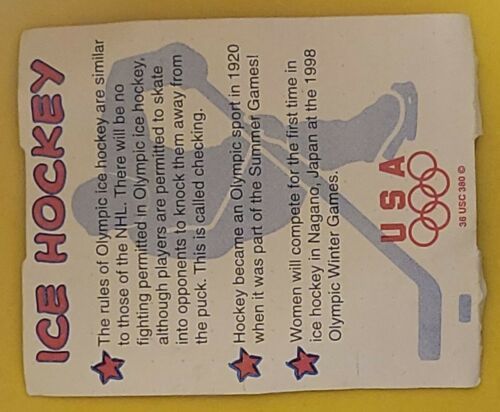 ICE HOCKEY
The rules of Olympic ice hockey are similar
to those of the NHL. There will be no
fighting permitted in Olympic ice hockey,
although players are permitted to skate
into opponents to knock them away from
the puck. This is called checking.
Hockey became an Olympic sport in 1920
when it was part of the Summer Games!
Women will compete for the first time in
ice hockey in Nagano, Japan at the 1998
Olympic Winter Games.
USA
36 USC 380 ©